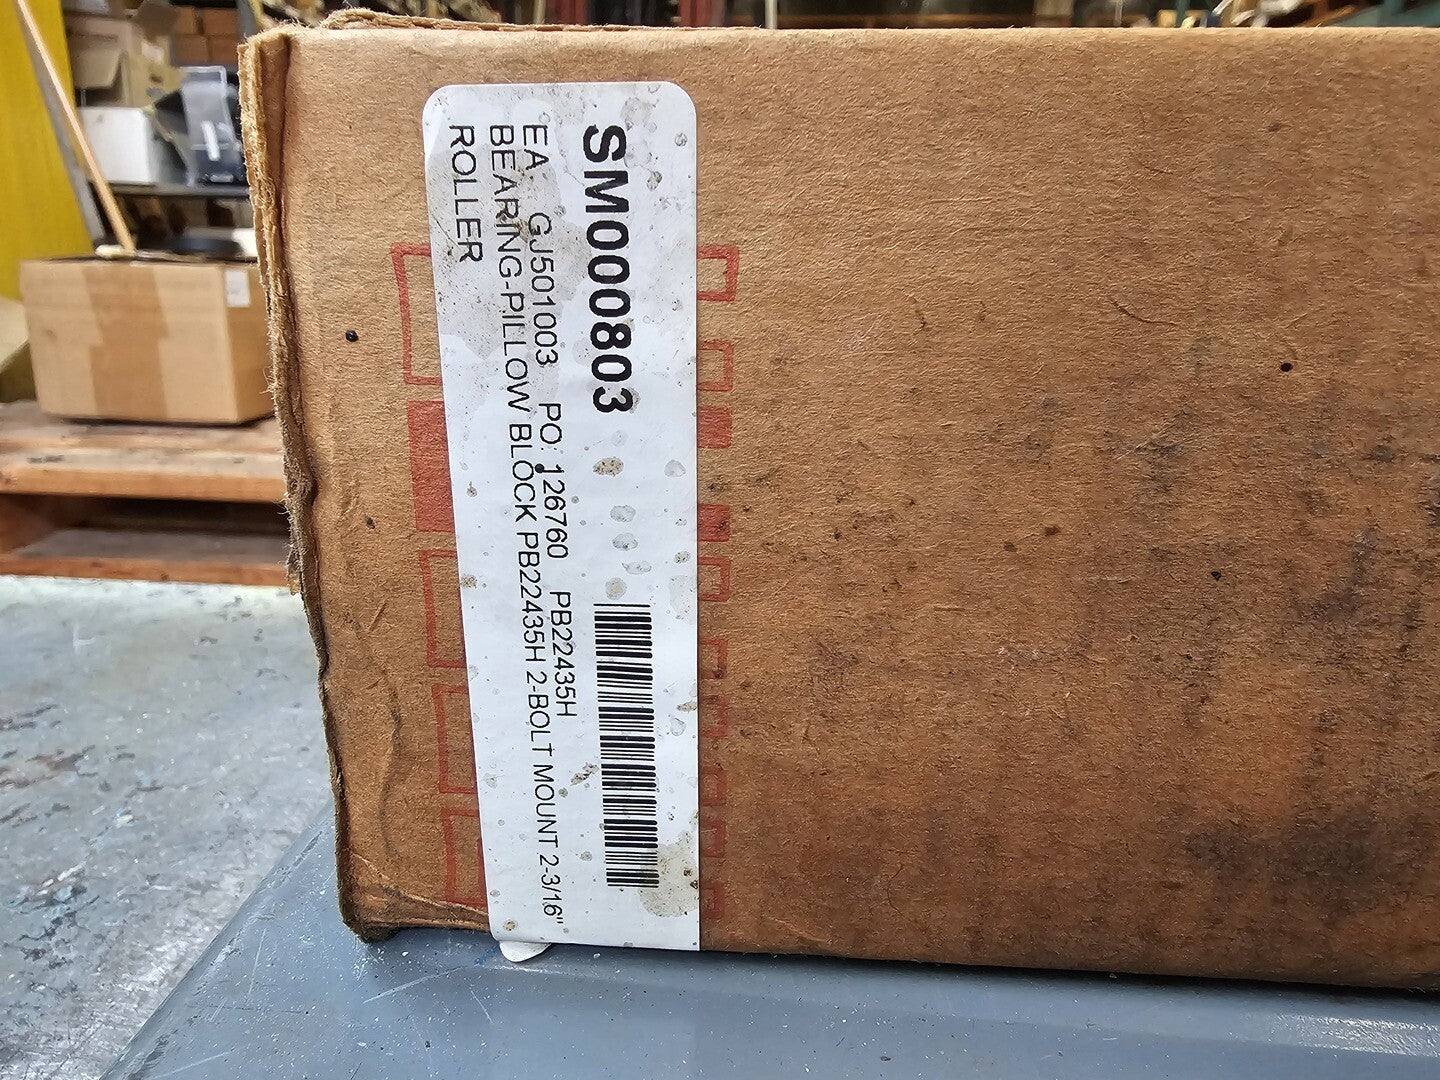 SM000803
EA: GJ501003 PO: 126760 PB22435H
BEARING-PILLOW BLOCK PB22435H 2-BOLT MOUNT 2-3/16"
ROLLER